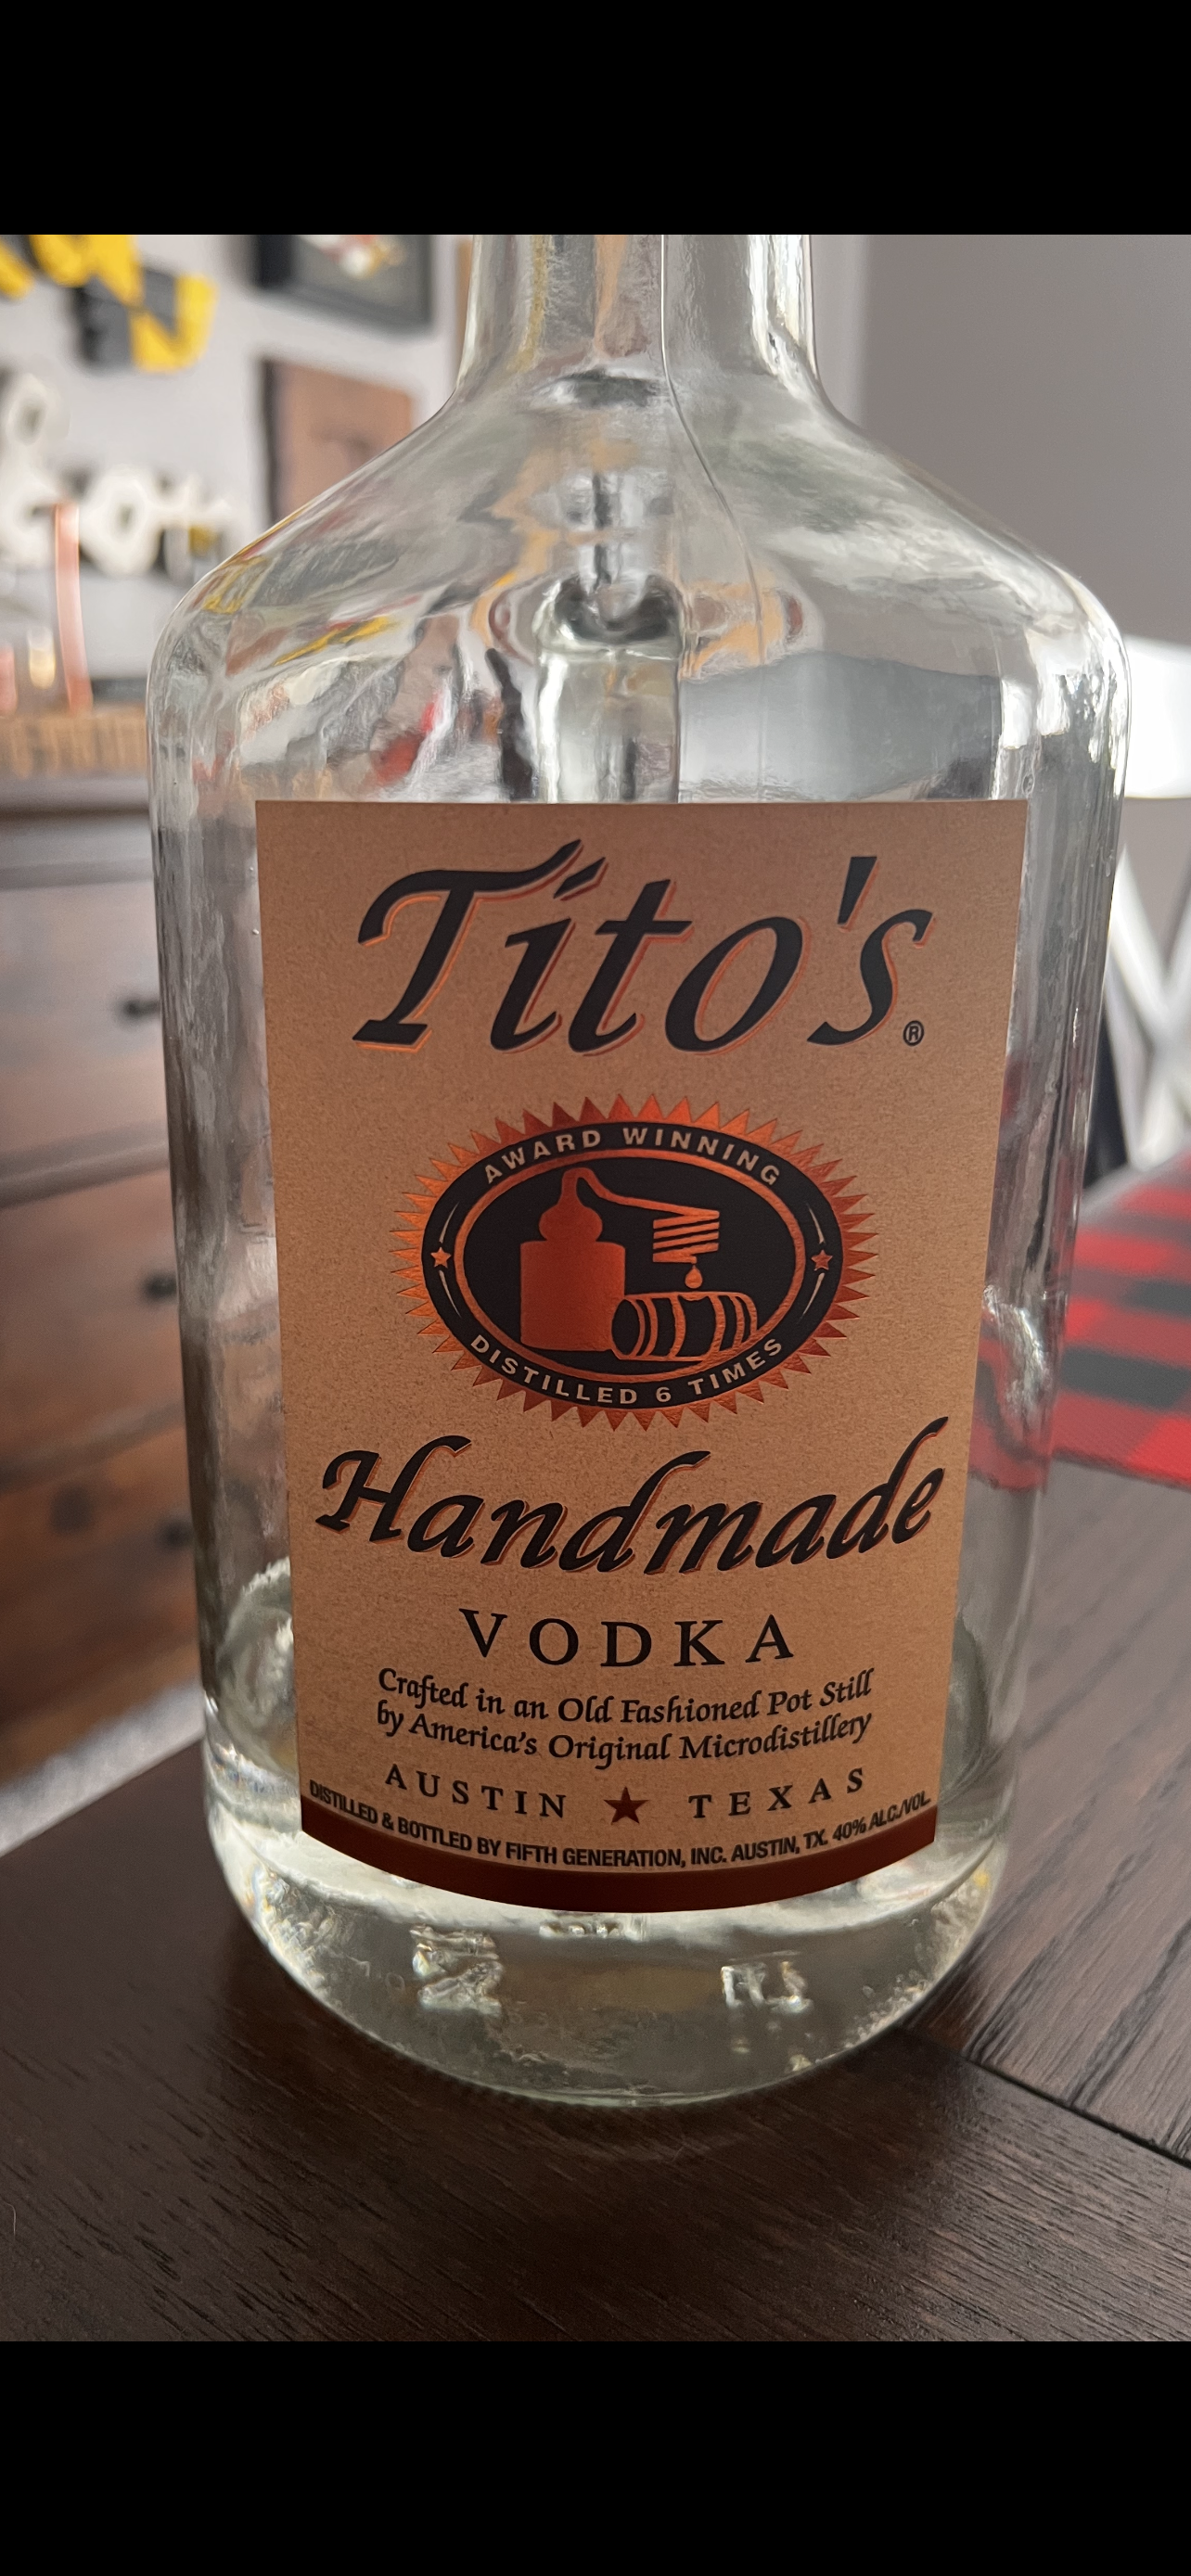 Tito's®
AWARD WINNING
DISTILLED 6 TIMES
Handmade
VODKA
Crafted in an Old Fashioned Pot Still
by America's Original Microdistillery
AUSTIN ★ TEXAS
DISTILLED & BOTTLED BY FIFTH GENERATION, INC. AUSTIN, TX. 40% ALC./VOL.